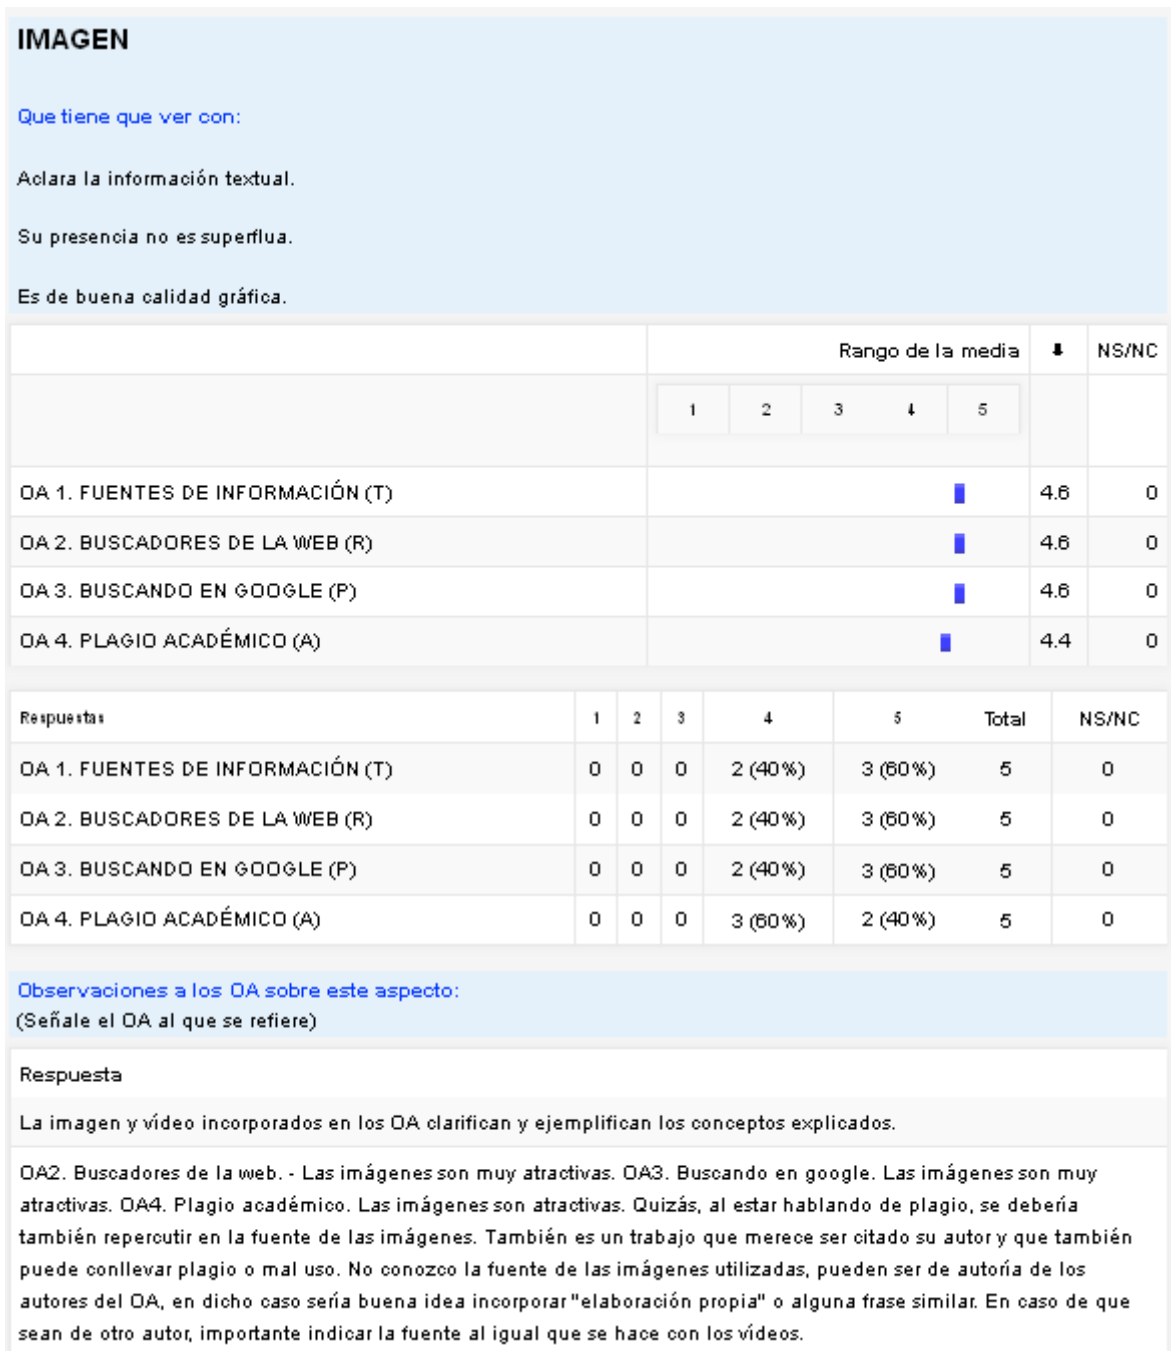 IMAGEN
Que tiene que ver con:
Aclara la información textual.
Su presencia no es superflua.
Es de buena calidad gráfica.
Rango de la media ⬇ NS/NC
1 2 3 4 5
OA 1. FUENTES DE INFORMACIÓN (T) 4.6 0
OA 2. BUSCADORES DE LA WEB (R) 4.6 0
OA 3. BUSCANDO EN GOOGLE (P) 4.6 0
OA 4. PLAGIO ACADÉMICO (A) 4.4 0
Respuestas 1 2 3 4 5 Total NS/NC
OA 1. FUENTES DE INFORMACIÓN (T) 0 0 0 2 (40%) 3 (60%) 5 0
OA 2. BUSCADORES DE LA WEB (R) 0 0 0 2 (40%) 3 (60%) 5 0
OA 3. BUSCANDO EN GOOGLE (P) 0 0 0 2 (40%) 3 (60%) 5 0
OA 4. PLAGIO ACADÉMICO (A) 0 0 0 3 (60%) 2 (40%) 5 0
Observaciones a los OA sobre este aspecto:
(Señale el OA al que se refiere)
Respuesta
La imagen y vídeo incorporados en los OA clarifican y ejemplifican los conceptos explicados.
OA2. Buscadores de la web. - Las imágenes son muy atractivas. OA3. Buscando en google. Las imágenes son muy
atractivas. OA4. Plagio académico. Las imágenes son atractivas. Quizás, al estar hablando de plagio, se debería
también repercutir en la fuente de las imágenes. También es un trabajo que merece ser citado su autor y que también
puede conllevar plagio o mal uso. No conozco la fuente de las imágenes utilizadas, pueden ser de autoría de los
autores del OA, en dicho caso sería buena idea incorporar "elaboración propia" o alguna frase similar. En caso de que
sean de otro autor, importante indicar la fuente al igual que se hace con los vídeos.